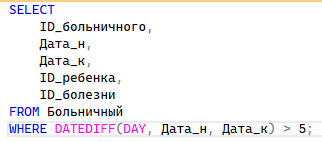 SELECT
ID_больничного,
Дата_н,
Дата_к,
ID_ребенка,
ID_болезни
FROM Больничный
WHERE DATEDIFF(DAY, Дата_н, Дата_к) > 5;